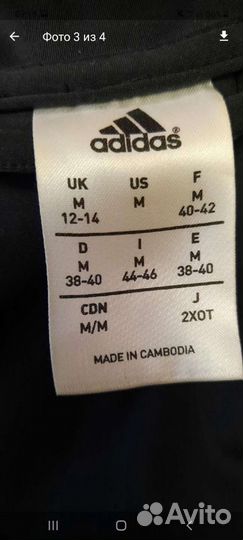 Фото 3 из 4
adidas®
UK US F
M M M
12-14 40-42
D I E
M M M
38-40 44-46 38-40
CDN J
M/M 2XOT
MADE IN CAMBODIA
Avito